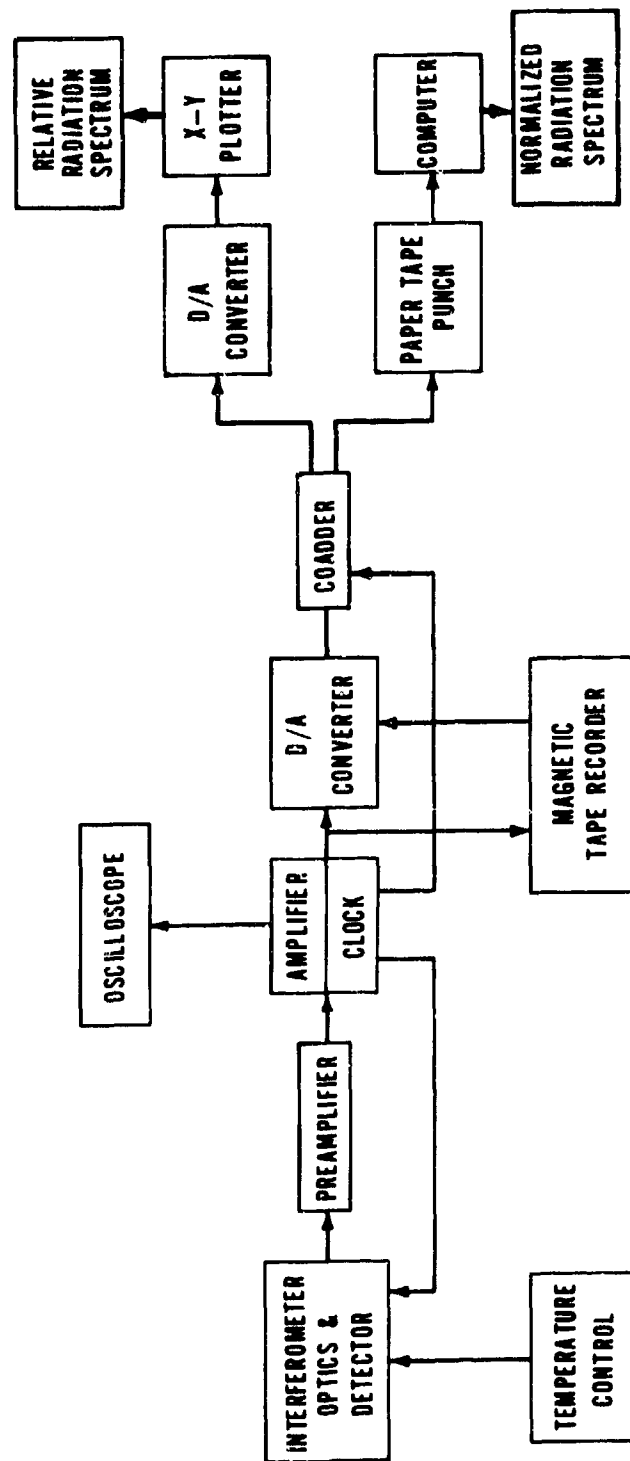 INTERFEROMETER
OPTICS &
DETECTOR
TEMPERATURE
CONTROL
PREAMPLIFIER
OSCILLOSCOPE
AMPLIFIER
CLOCK
D/A
CONVERTER
MAGNETIC
TAPE RECORDER
COADDER
D/A
CONVERTER
X-Y
PLOTTER
RELATIVE
RADIATION
SPECTRUM
PAPER TAPE
PUNCH
COMPUTER
NORMALIZED
RADIATION
SPECTRUM